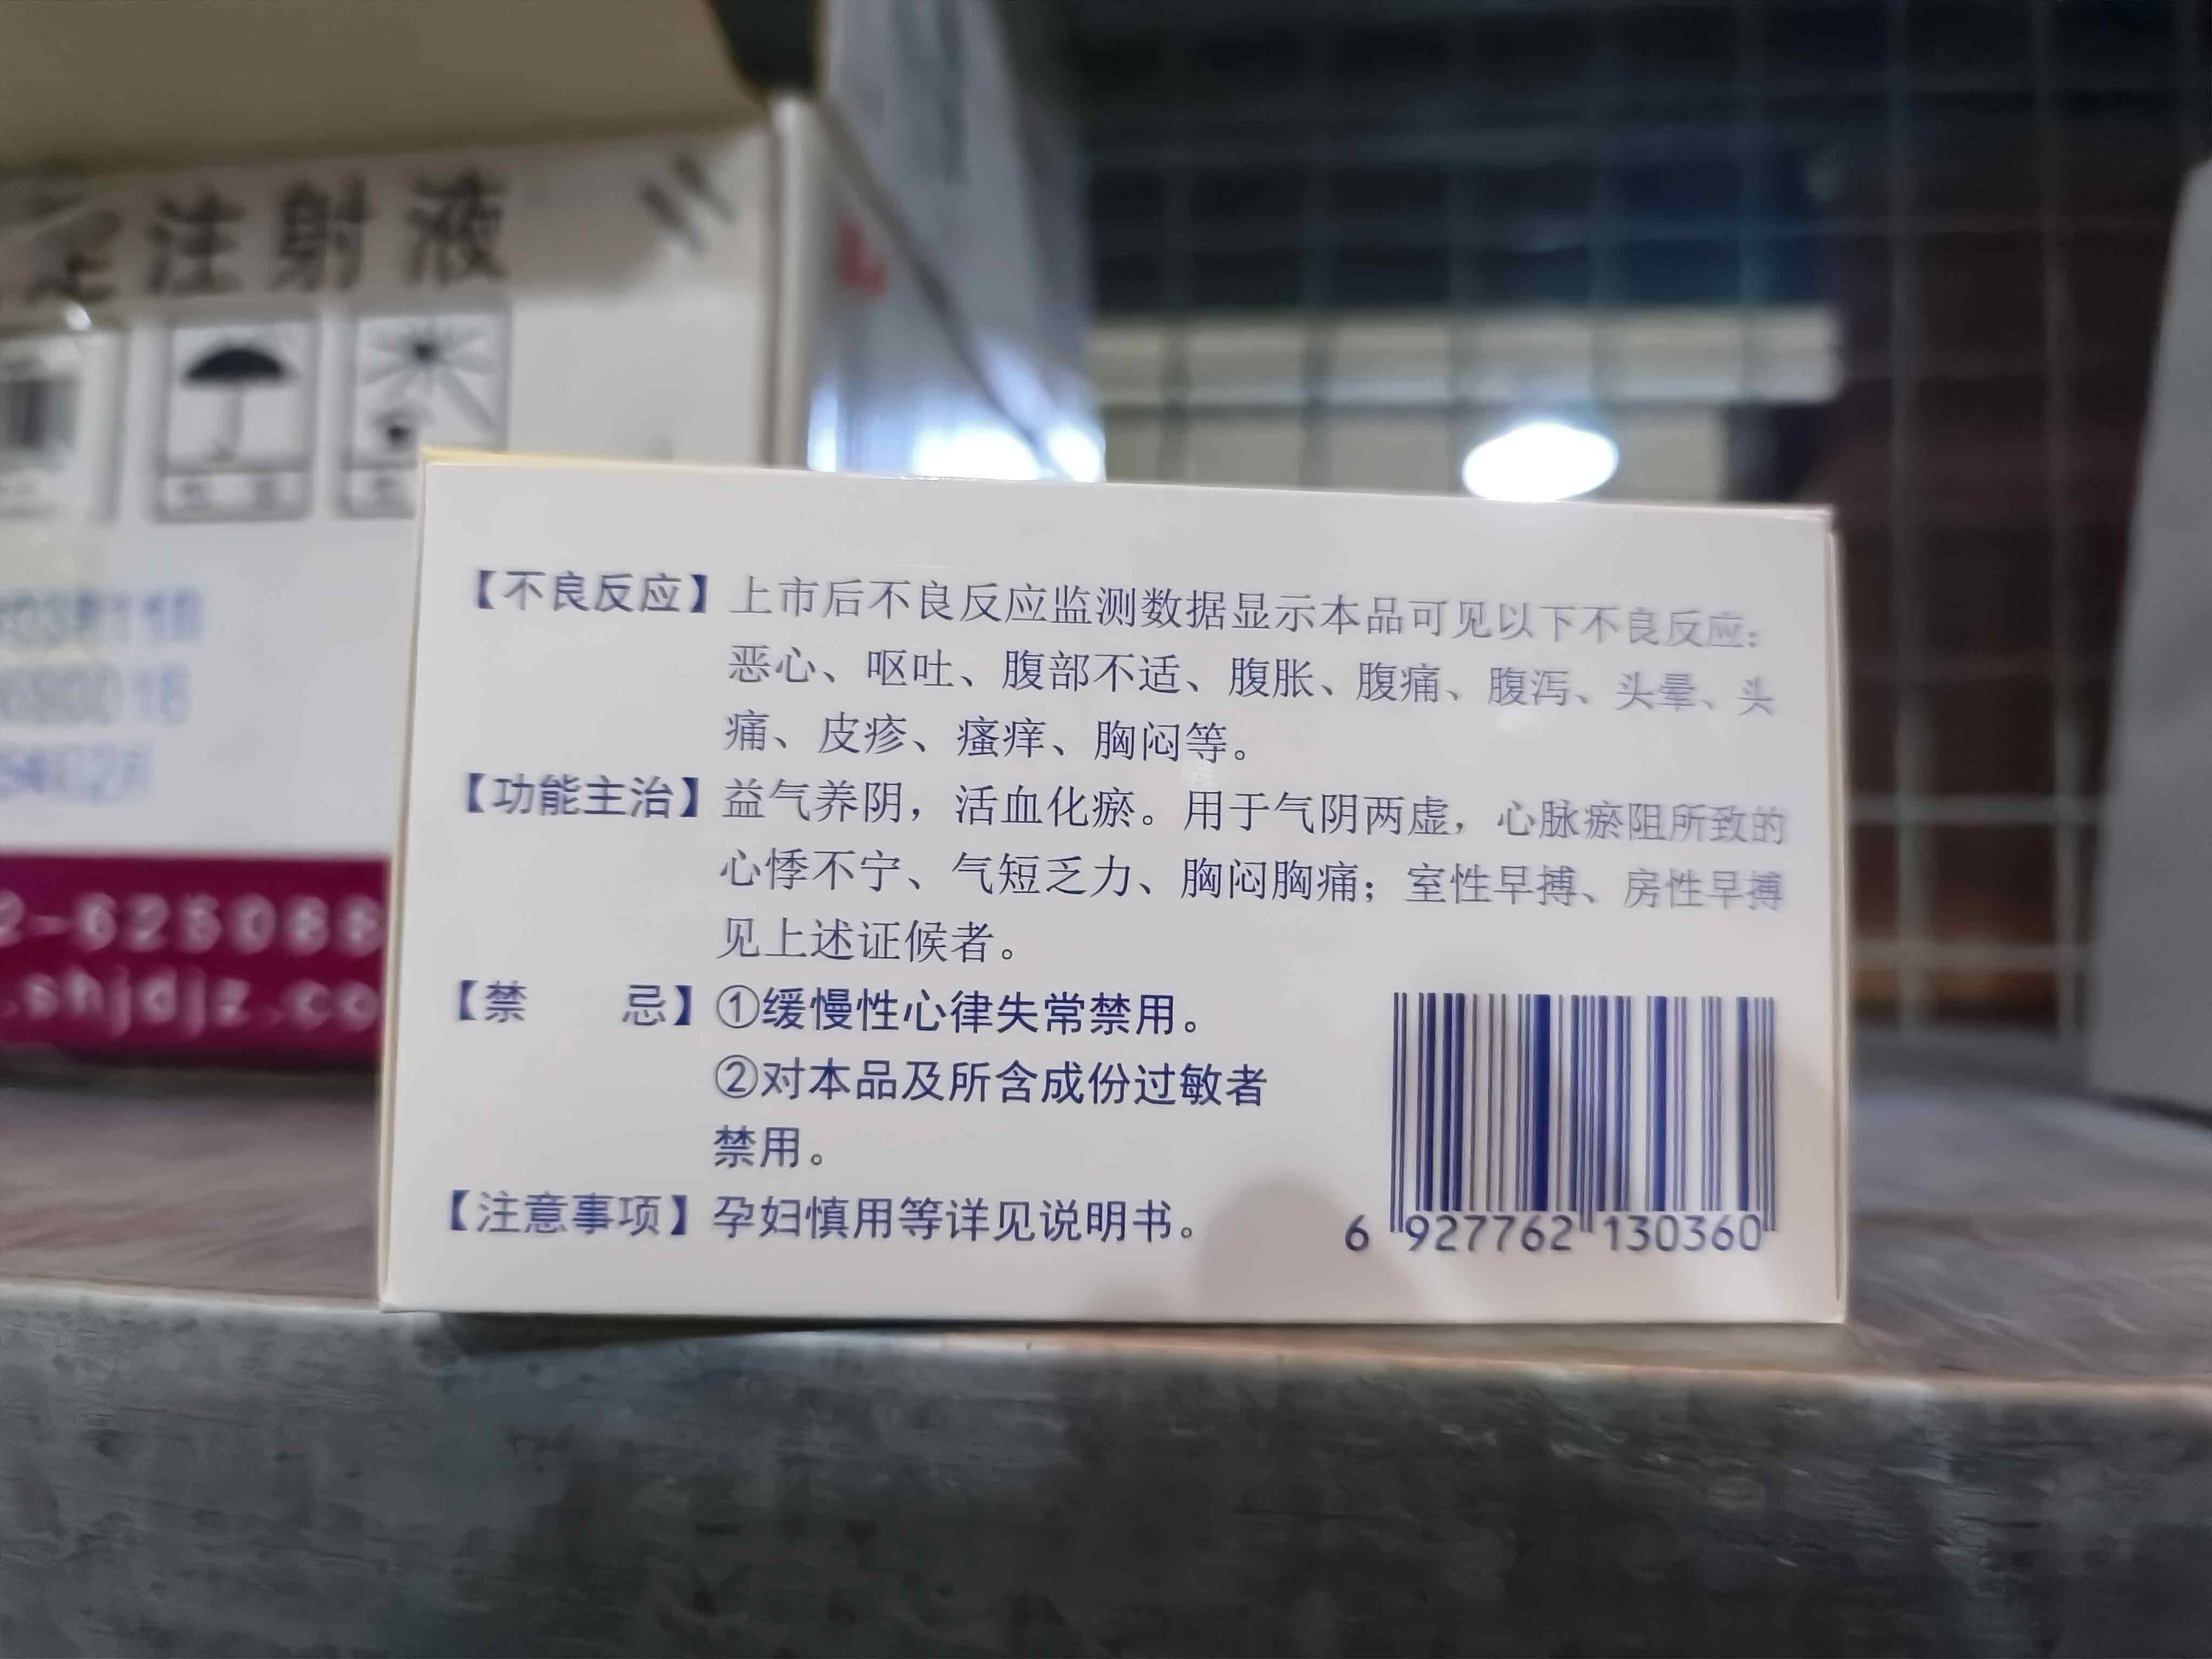 注射液
【不良反应】上市后不良反应监测数据显示本品可见以下不良反应：
恶心、呕吐、腹部不适、腹胀、腹痛、腹泻、头晕、头
痛、皮疹、瘙痒、胸闷等。
【功能主治】益气养阴，活血化瘀。用于气阴两虚，心脉瘀阻所致的
心悸不宁、气短乏力、胸闷胸痛；室性早搏、房性早搏
见上述证候者。
【禁 忌】①缓慢性心律失常禁用。
②对本品及所含成份过敏者
禁用。
【注意事项】孕妇慎用等详见说明书。
6 927762 130360
2-625088
.shjdjz.co